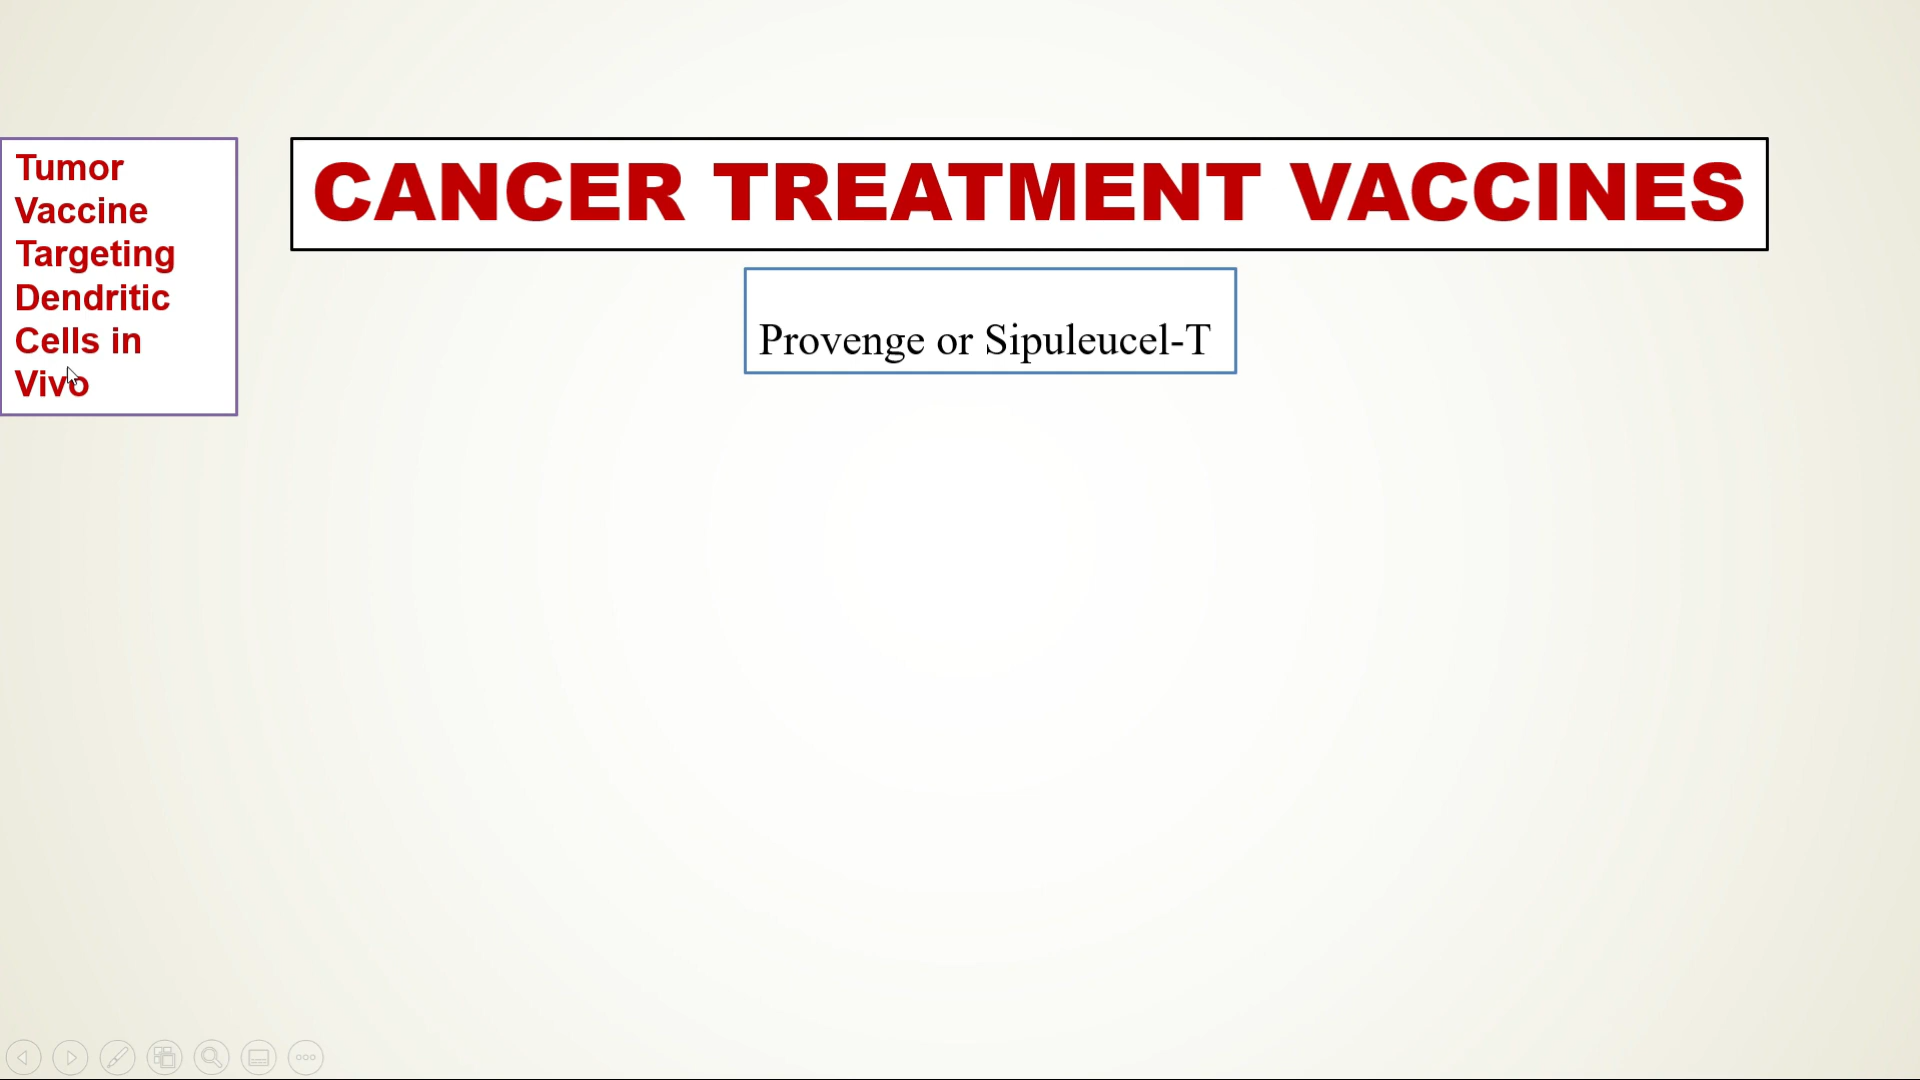 CANCER TREATMENT VACCINES
Tumor
Vaccine
Targeting
Dendritic
Cells in
Vivo
Provenge or Sipuleucel-T